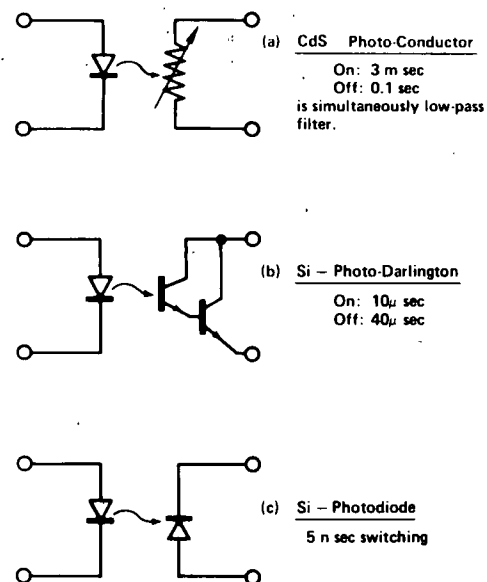 (a) CdS Photo-Conductor
On: 3 m sec
Off: 0.1 sec
is simultaneously low-pass
filter.
(b) Si – Photo-Darlington
On: 10μ sec
Off: 40μ sec
(c) Si – Photodiode
5 n sec switching